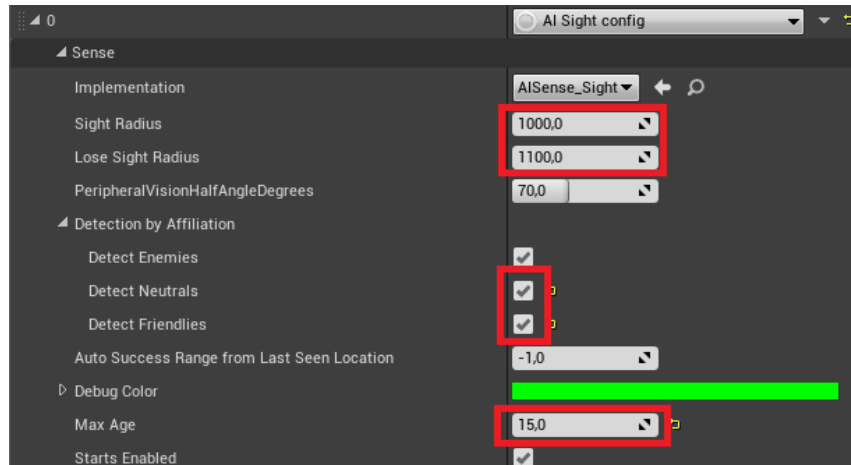 0 AI Sight config
Sense
Implementation AISense_Sight
Sight Radius 1000,0
Lose Sight Radius 1100,0
PeripheralVisionHalfAngleDegrees 70,0
Detection by Affiliation
Detect Enemies
Detect Neutrals
Detect Friendlies
Auto Success Range from Last Seen Location -1,0
Debug Color
Max Age 15,0
Starts Enabled